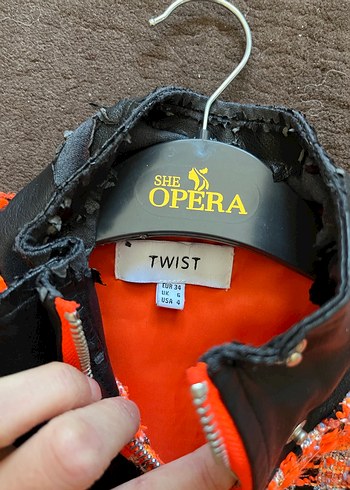 SHE
OPERA
TWIST
EUR 34
UK 6
USA 4